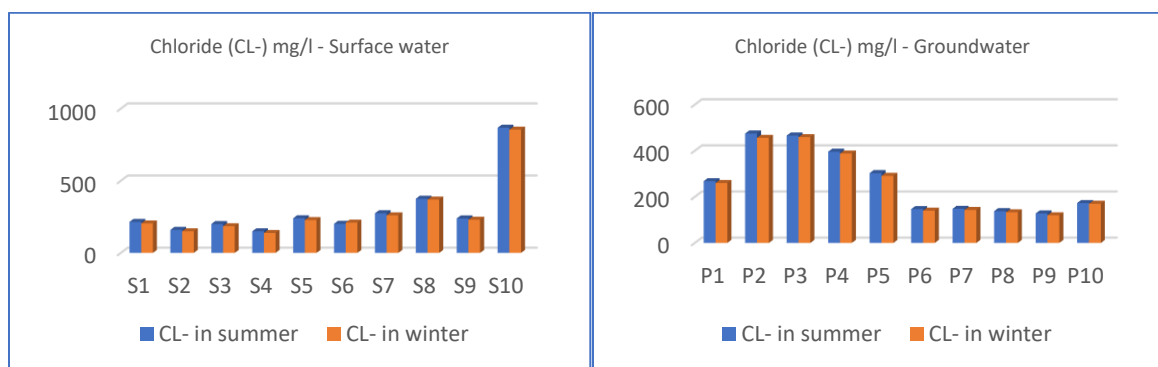 Chloride (CL-) mg/l - Surface water
1000
500
0
S1 S2 S3 S4 S5 S6 S7 S8 S9 S10
CL- in summer CL- in winter
Chloride (CL-) mg/l - Groundwater
600
400
200
0
P1 P2 P3 P4 P5 P6 P7 P8 P9 P10
CL- in summer CL- in winter